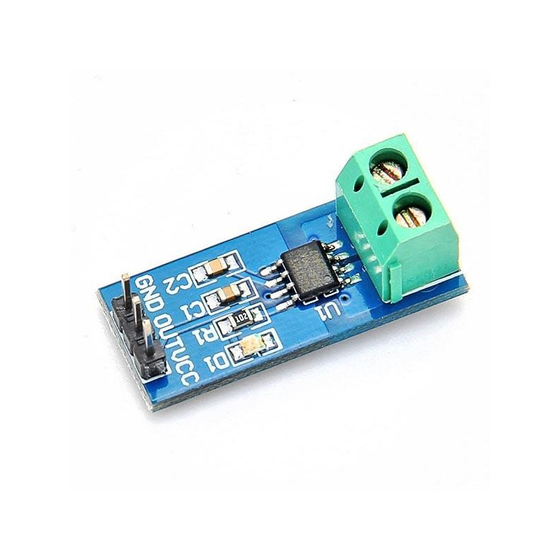 GND OUT VCC
C2
C1
R1
102
D1
U1